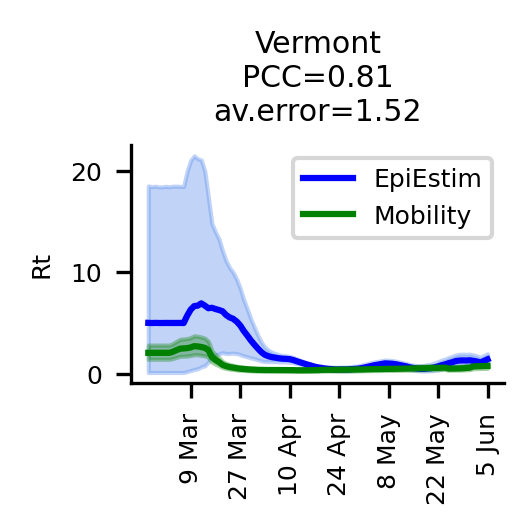 Vermont
PCC=0.81
av.error=1.52
20
10
0
Rt
EpiEstim
Mobility
9 Mar
27 Mar
10 Apr
24 Apr
8 May
22 May
5 Jun